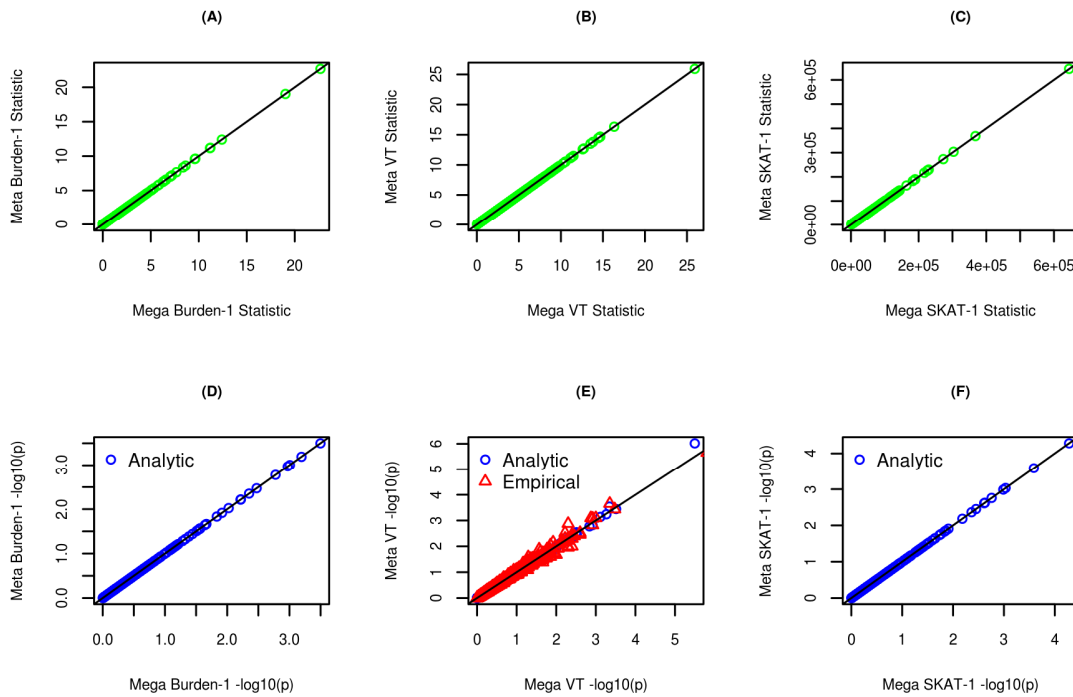 (A)
Meta Burden-1 Statistic
20
15
10
5
0
0 5 10 15 20
Mega Burden-1 Statistic
(B)
Meta VT Statistic
25
20
15
10
5
0
0 5 10 15 20 25
Mega VT Statistic
(C)
Meta SKAT-1 Statistic
6e+05
3e+05
0e+00
0e+00 2e+05 4e+05 6e+05
Mega SKAT-1 Statistic
(D)
Meta Burden-1 -log10(p)
3.0
2.0
1.0
0.0
Analytic
0.0 1.0 2.0 3.0
Mega Burden-1 -log10(p)
(E)
Meta VT -log10(p)
6
5
4
3
2
1
0
Analytic
Empirical
0 1 2 3 4 5
Mega VT -log10(p)
(F)
Meta SKAT-1 -log10(p)
4
3
2
1
0
Analytic
0 1 2 3 4
Mega SKAT-1 -log10(p)